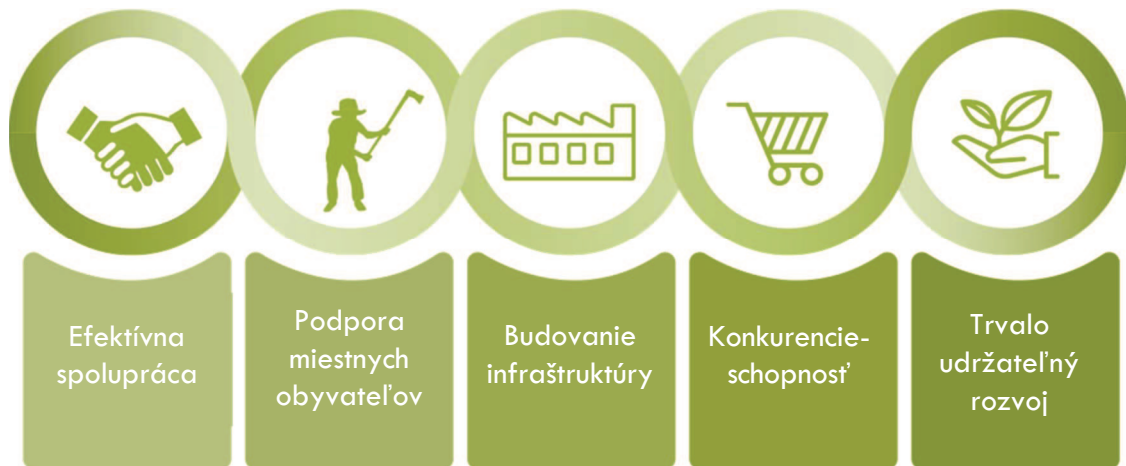 Efektívna
spolupráca
Podpora
miestnych
obyvateľov
Budovanie
infraštruktúry
Konkurencie-
schopnosť
Trvalo
udržateľný
rozvoj